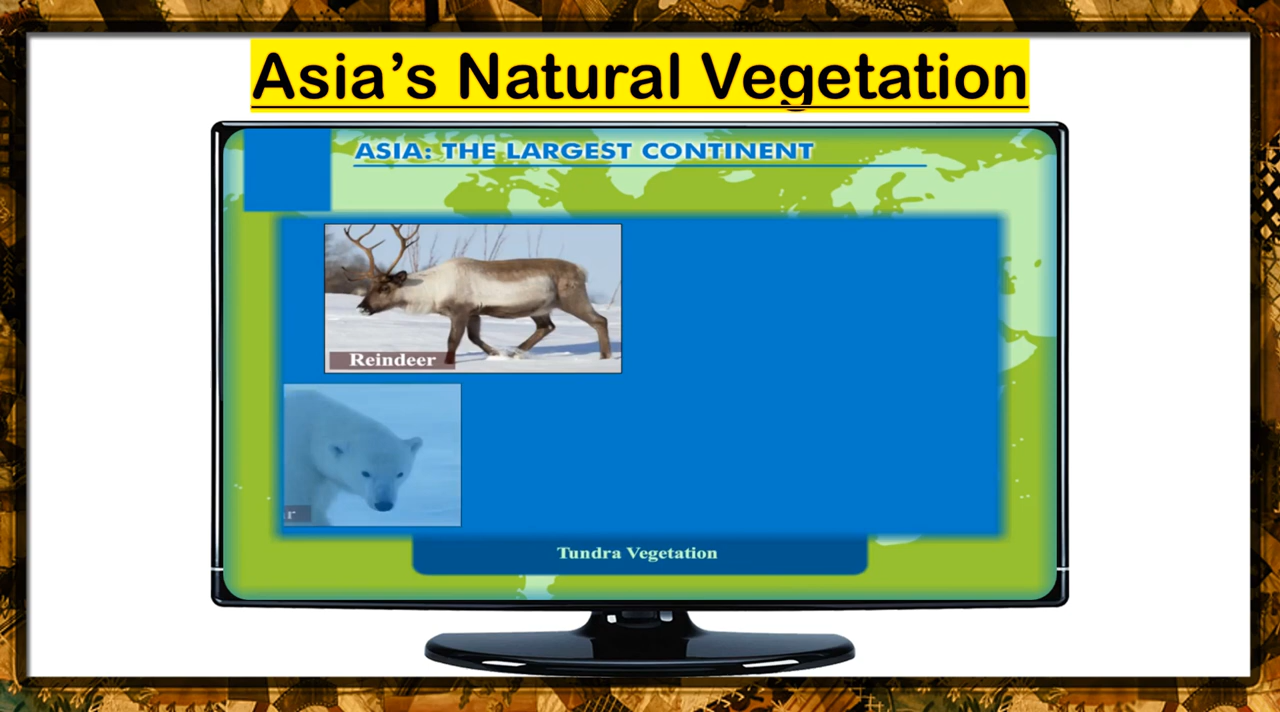 Asia's Natural Vegetation
ASIA: THE LARGEST CONTINENT
Reindeer
r
Tundra Vegetation